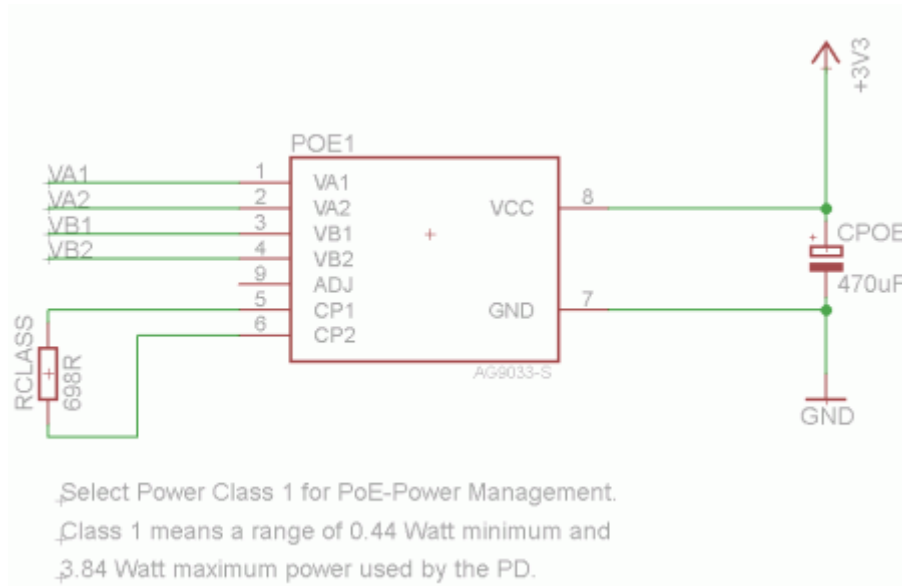 POE1
+3V3
VA1
VA2
VB1
VB2
1
2
3
4
9
5
6
VA1
VA2
VB1
VB2
ADJ
CP1
CP2
VCC
GND
8
7
CPOE
470uF
RCLASS
698R
AG9033-S
GND
Select Power Class 1 for PoE-Power Management.
Class 1 means a range of 0.44 Watt minimum and
3.84 Watt maximum power used by the PD.